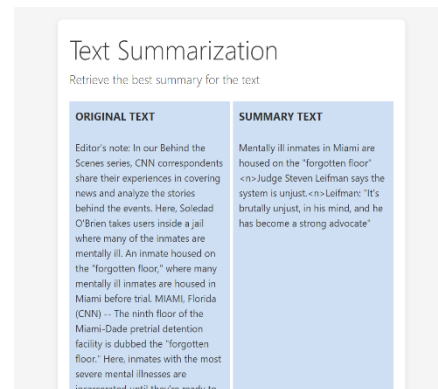 Text Summarization
Retrieve the best summary for the text
ORIGINAL TEXT
Editor's note: In our Behind the
Scenes series, CNN correspondents
share their experiences in covering
news and analyze the stories
behind the events. Here, Soledad
O'Brien takes users inside a jail
where many of the inmates are
mentally ill. An inmate housed on
the "forgotten floor," where many
mentally ill inmates are housed in
Miami before trial. MIAMI, Florida
(CNN) -- The ninth floor of the
Miami-Dade pretrial detention
facility is dubbed the "forgotten
floor." Here, inmates with the most
severe mental illnesses are
incarcerated until they're ready to
SUMMARY TEXT
Mentally ill inmates in Miami are
housed on the "forgotten floor"
<n>Judge Steven Leifman says the
system is unjust.<n>Leifman: "It's
brutally unjust, in his mind, and he
has become a strong advocate"